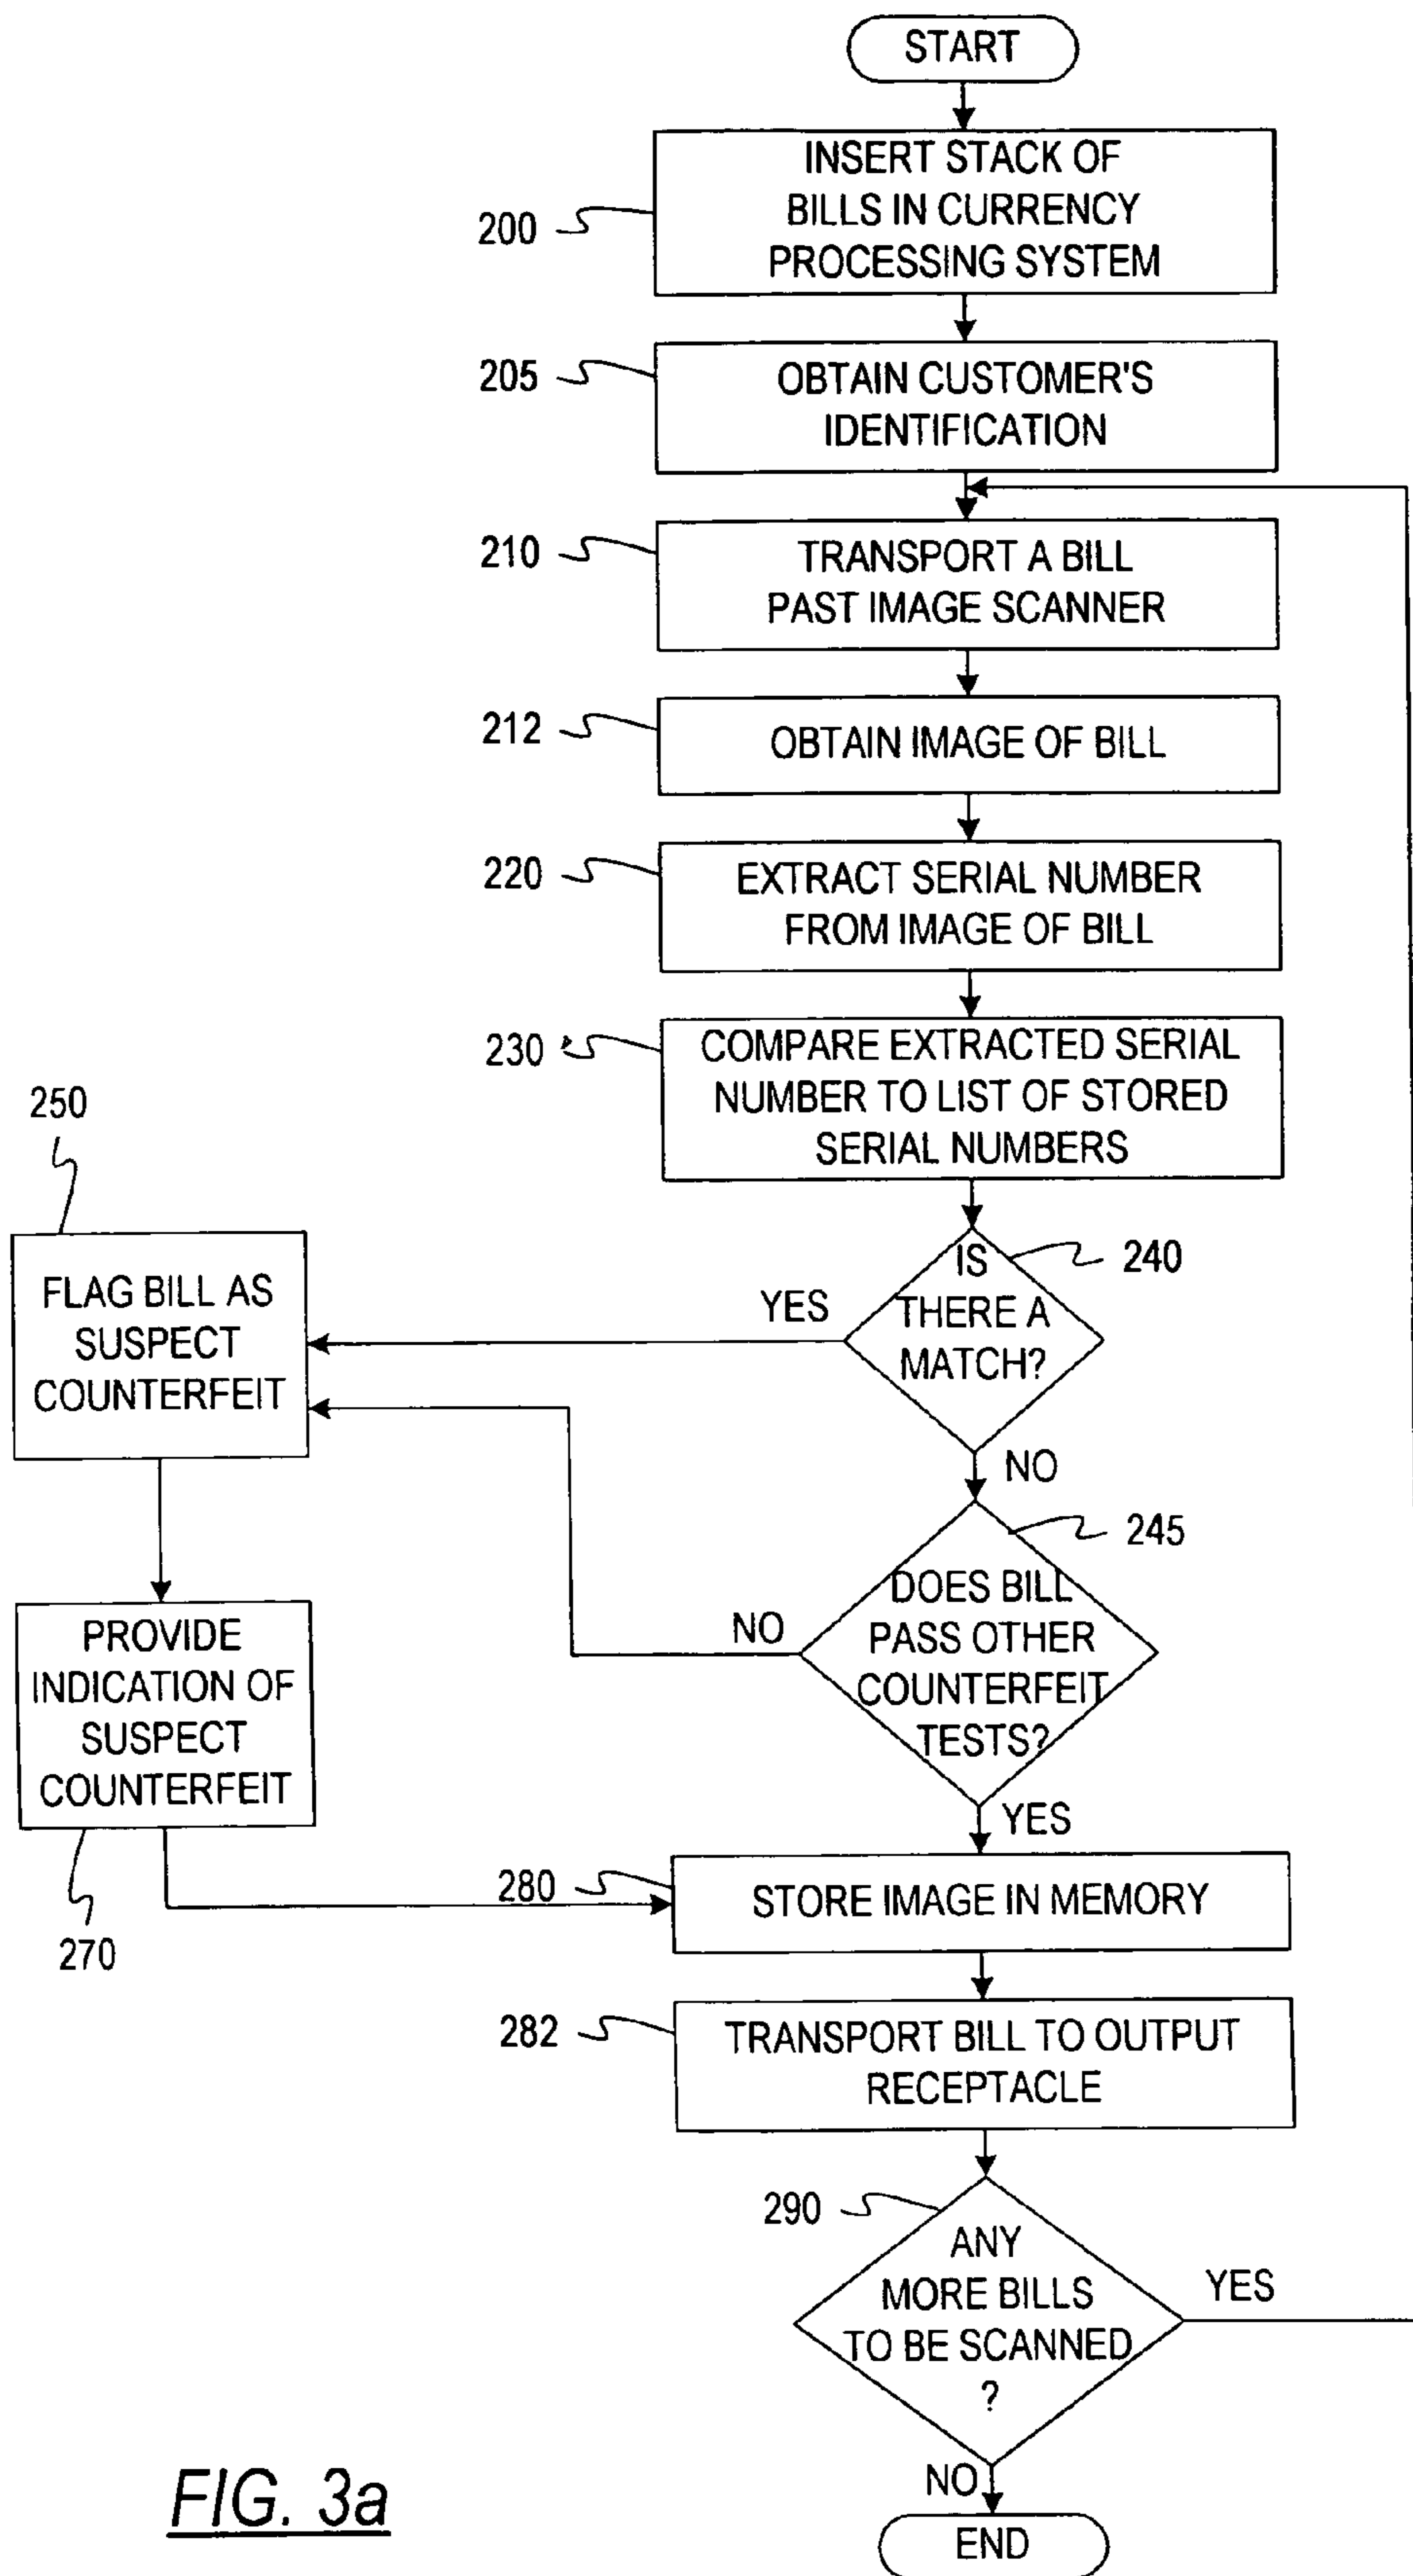 START
INSERT STACK OF
BILLS IN CURRENCY
PROCESSING SYSTEM
200
OBTAIN CUSTOMER'S
IDENTIFICATION
205
TRANSPORT A BILL
PAST IMAGE SCANNER
210
OBTAIN IMAGE OF BILL
212
EXTRACT SERIAL NUMBER
FROM IMAGE OF BILL
220
COMPARE EXTRACTED SERIAL
NUMBER TO LIST OF STORED
SERIAL NUMBERS
230
IS
THERE A
MATCH?
240
YES
NO
250
FLAG BILL AS
SUSPECT
COUNTERFEIT
DOES BILL
PASS OTHER
COUNTERFEIT
TESTS?
245
NO
YES
PROVIDE
INDICATION OF
SUSPECT
COUNTERFEIT
270
280
STORE IMAGE IN MEMORY
282
TRANSPORT BILL TO OUTPUT
RECEPTACLE
290
ANY
MORE BILLS
TO BE SCANNED
?
YES
NO
END
FIG. 3a